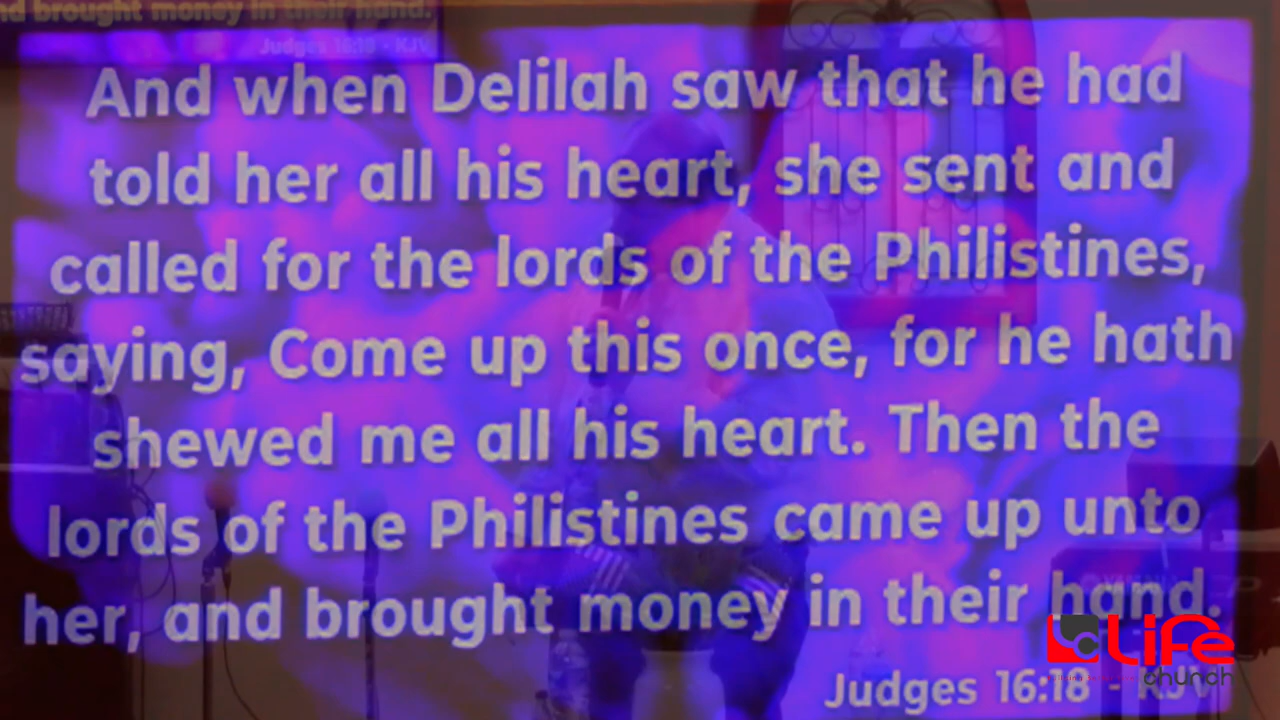 nd brought money in their hand.
Judges 16:18 - KJV
And when Delilah saw that he had
told her all his heart, she sent and
called for the lords of the Philistines,
saying, Come up this once, for he hath
shewed me all his heart. Then the
lords of the Philistines came up unto
her, and brought money in their hand.
Judges 16:18 - KJV
Life
church